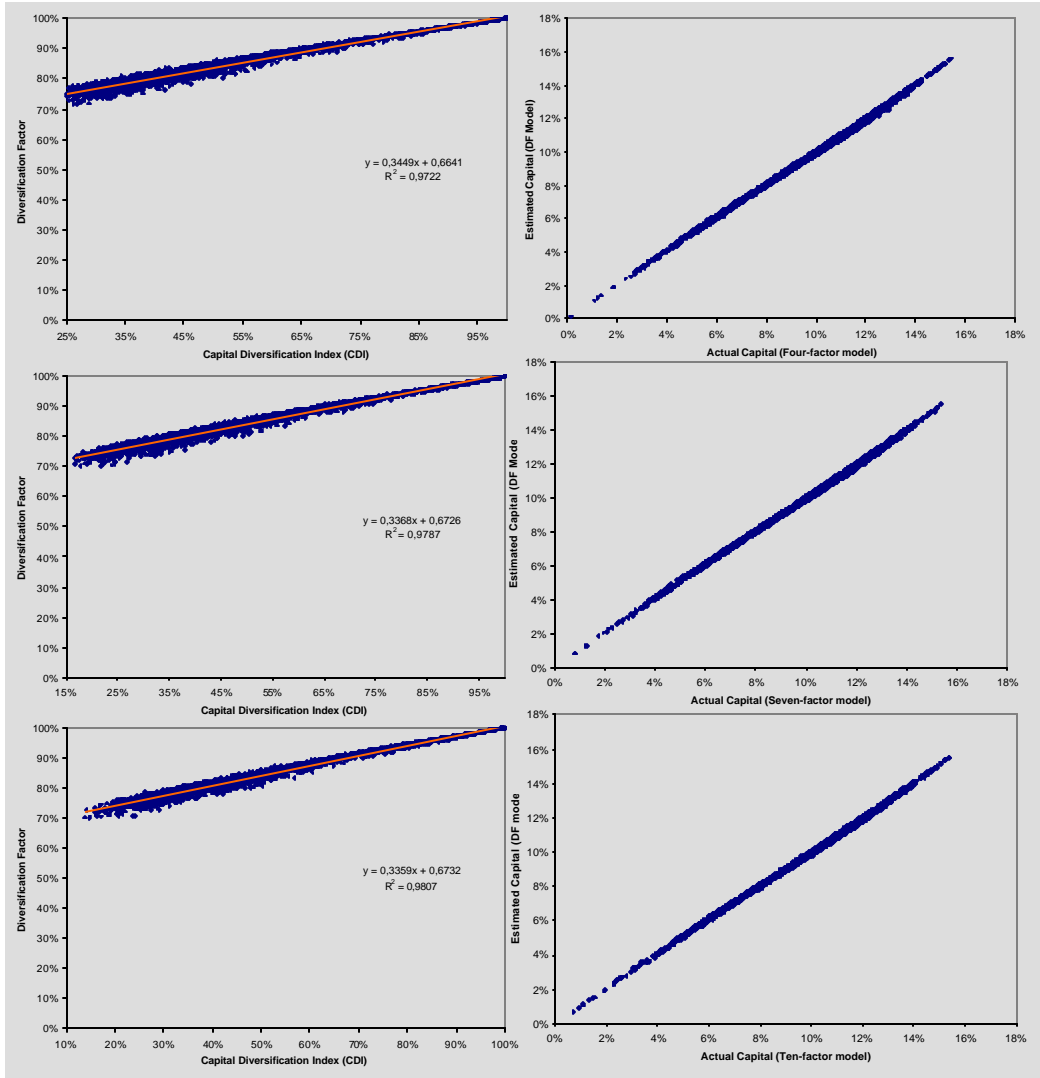 100%
90%
80%
70%
60%
50%
40%
30%
20%
10%
0%
Diversification Factor
y = 0,3449x + 0,6641
R² = 0,9722
25% 35% 45% 55% 65% 75% 85% 95%
Capital Diversification Index (CDI)
18%
16%
14%
12%
10%
8%
6%
4%
2%
0%
Estimated Capital (DF Model)
0% 2% 4% 6% 8% 10% 12% 14% 16% 18%
Actual Capital (Four-factor model)
100%
90%
80%
70%
60%
50%
40%
30%
20%
10%
0%
Diversification Factor
y = 0,3368x + 0,6726
R² = 0,9787
15% 25% 35% 45% 55% 65% 75% 85% 95%
Capital Diversification Index (CDI)
18%
16%
14%
12%
10%
8%
6%
4%
2%
0%
Estimated Capital (DF Mode
0% 2% 4% 6% 8% 10% 12% 14% 16% 18%
Actual Capital (Seven-factor model)
100%
90%
80%
70%
60%
50%
40%
30%
20%
10%
0%
Diversification Factor
y = 0,3359x + 0,6732
R² = 0,9807
10% 20% 30% 40% 50% 60% 70% 80% 90% 100%
Capital Diversification Index (CDI)
18%
16%
14%
12%
10%
8%
6%
4%
2%
0%
Estimated Capital (DF mode
0% 2% 4% 6% 8% 10% 12% 14% 16% 18%
Actual Capital (Ten-factor model)